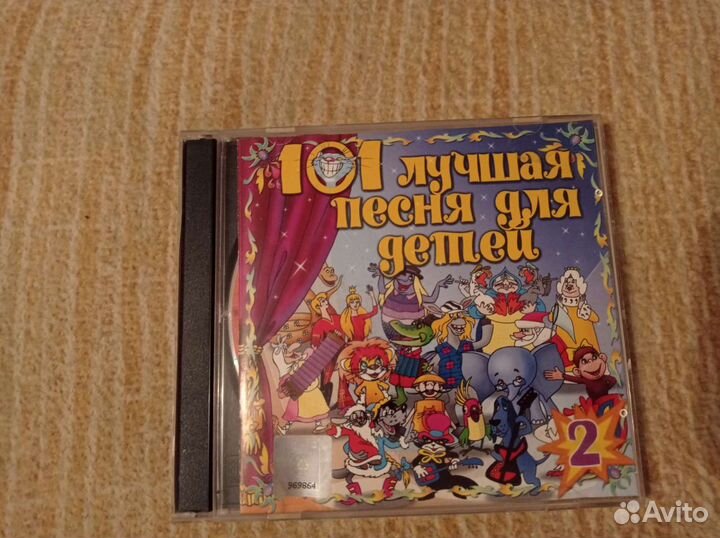 101 лучшая
песня для
детей
2
969864
Avito